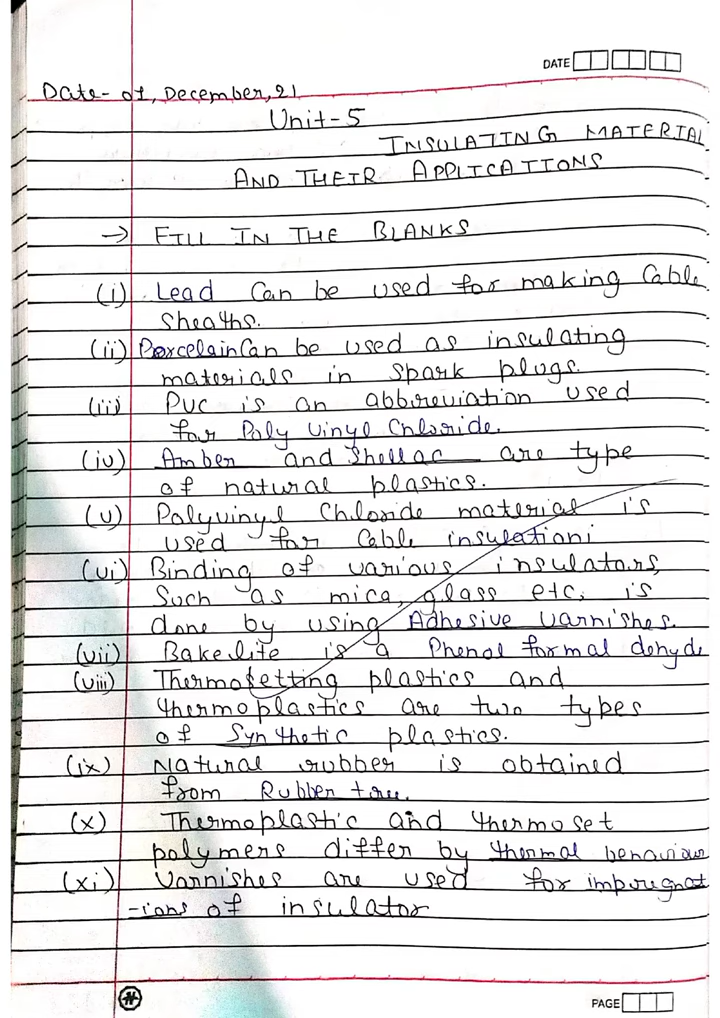 DATE
Date- 07, December, 21
Unit-5
INSULATING MATERIAL
AND THEIR APPLICATIONS
→ FILL IN THE BLANKS
(i) Lead Can be used for making Cable
sheaths.
(ii) Porcelain Can be used as insulating
materials in spark plugs.
(iii) PVC is an abbreviation used
for Poly Vinyl Chloride.
(iv) Amber and Shellac are type
of natural plastics.
(v) Polyvinyl Chloride material is
used for Cable insulation:
(vi) Binding of various insulators,
Such as mica, glass etc. is
done by using Adhesive varnishes.
(vii) Bakelite is a Phenol formal dehyde
(viii) Thermosetting plastics and
thermoplastics are two types
of Synthetic plastics.
(ix) Natural rubber is obtained
from Rubber tree.
(x) Thermoplastic and thermoset
polymers differ by thermal behaviour
(xi) Varnishes are used for impregnat
-ions of insulator
PAGE